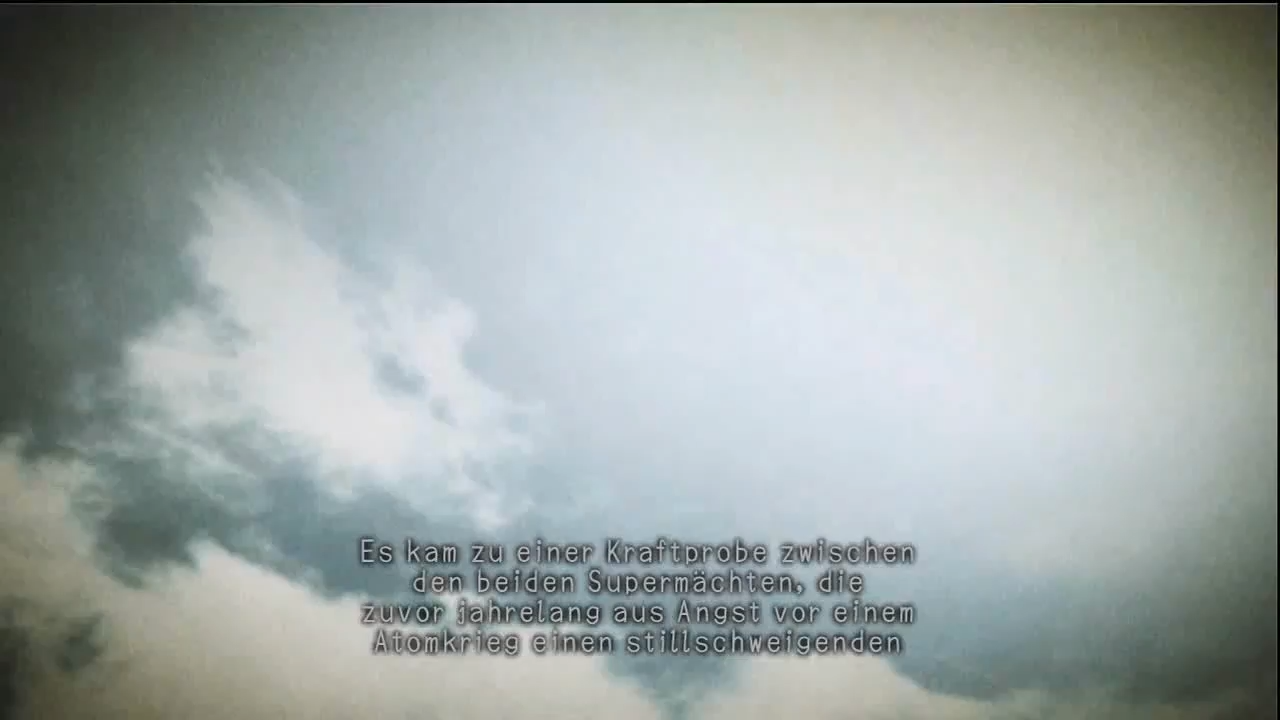 Es kam zu einer Kraftprobe zwischen
den beiden Supermächten, die
zuvor jahrelang aus Angst vor einem
Atomkrieg einen stillschweigenden